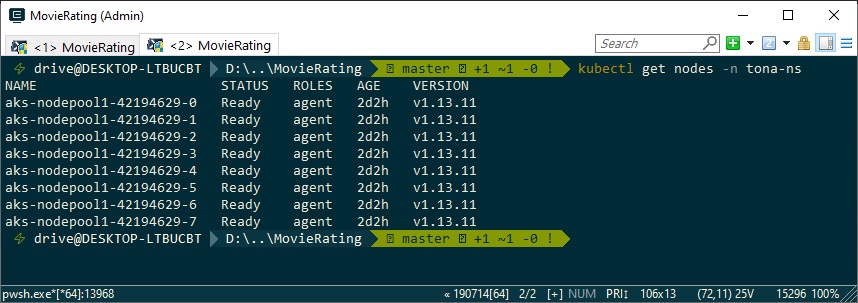 MovieRating (Admin)
<1> MovieRating
<2> MovieRating
Search
drive@DESKTOP-LTBUCBT D:\..\MovieRating master +1 ~1 -0 ! kubectl get nodes -n tona-ns
NAME STATUS ROLES AGE VERSION
aks-nodepool1-42194629-0 Ready agent 2d2h v1.13.11
aks-nodepool1-42194629-1 Ready agent 2d2h v1.13.11
aks-nodepool1-42194629-2 Ready agent 2d2h v1.13.11
aks-nodepool1-42194629-3 Ready agent 2d2h v1.13.11
aks-nodepool1-42194629-4 Ready agent 2d2h v1.13.11
aks-nodepool1-42194629-5 Ready agent 2d2h v1.13.11
aks-nodepool1-42194629-6 Ready agent 2d2h v1.13.11
aks-nodepool1-42194629-7 Ready agent 2d2h v1.13.11
drive@DESKTOP-LTBUCBT D:\..\MovieRating master +1 ~1 -0 !
pwsh.exe*[*64]:13968 « 190714[64] 2/2 [+] NUM PRI↕ 106x13 (72,11) 25V 15296 100%